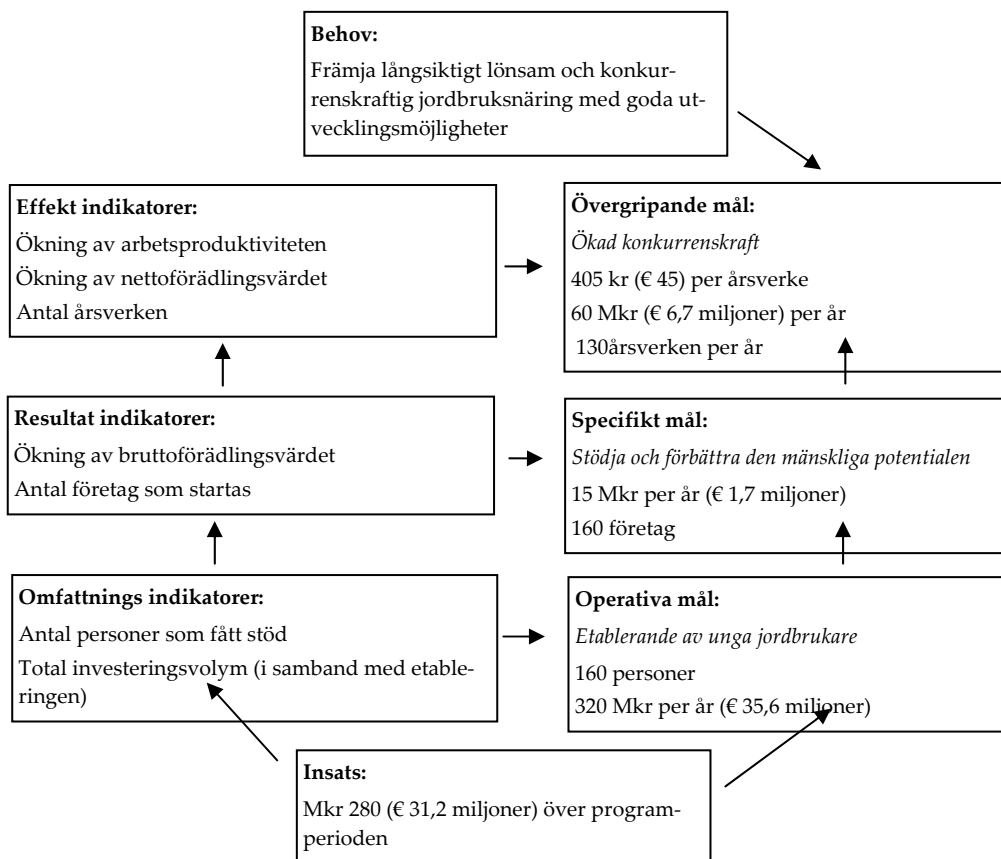 Behov:
Främja långsiktigt lönsam och konkur-
renskraftig jordbruksnäring med goda ut-
vecklingsmöjligheter
Effekt indikatorer:
Ökning av arbetsproduktiviteten
Ökning av nettoförädlingsvärdet
Antal årsverken
Övergripande mål:
Ökad konkurrenskraft
405 kr (€ 45) per årsverke
60 Mkr (€ 6,7 miljoner) per år
130årsverken per år
Resultat indikatorer:
Ökning av bruttoförädlingsvärdet
Antal företag som startas
Specifikt mål:
Stödja och förbättra den mänskliga potentialen
15 Mkr per år (€ 1,7 miljoner)
160 företag
Omfattnings indikatorer:
Antal personer som fått stöd
Total investeringsvolym (i samband med etable-
ringen)
Operativa mål:
Etablerande av unga jordbrukare
160 personer
320 Mkr per år (€ 35,6 miljoner)
Insats:
Mkr 280 (€ 31,2 miljoner) över program-
perioden